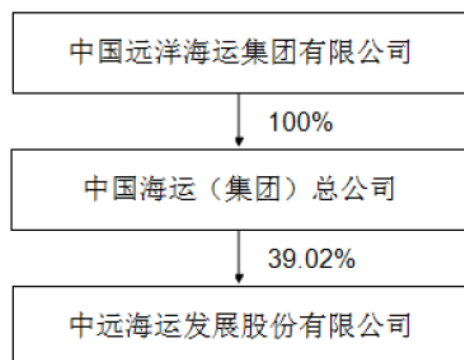 中国远洋海运集团有限公司
100%
中国海运（集团）总公司
39.02%
中远海运发展股份有限公司